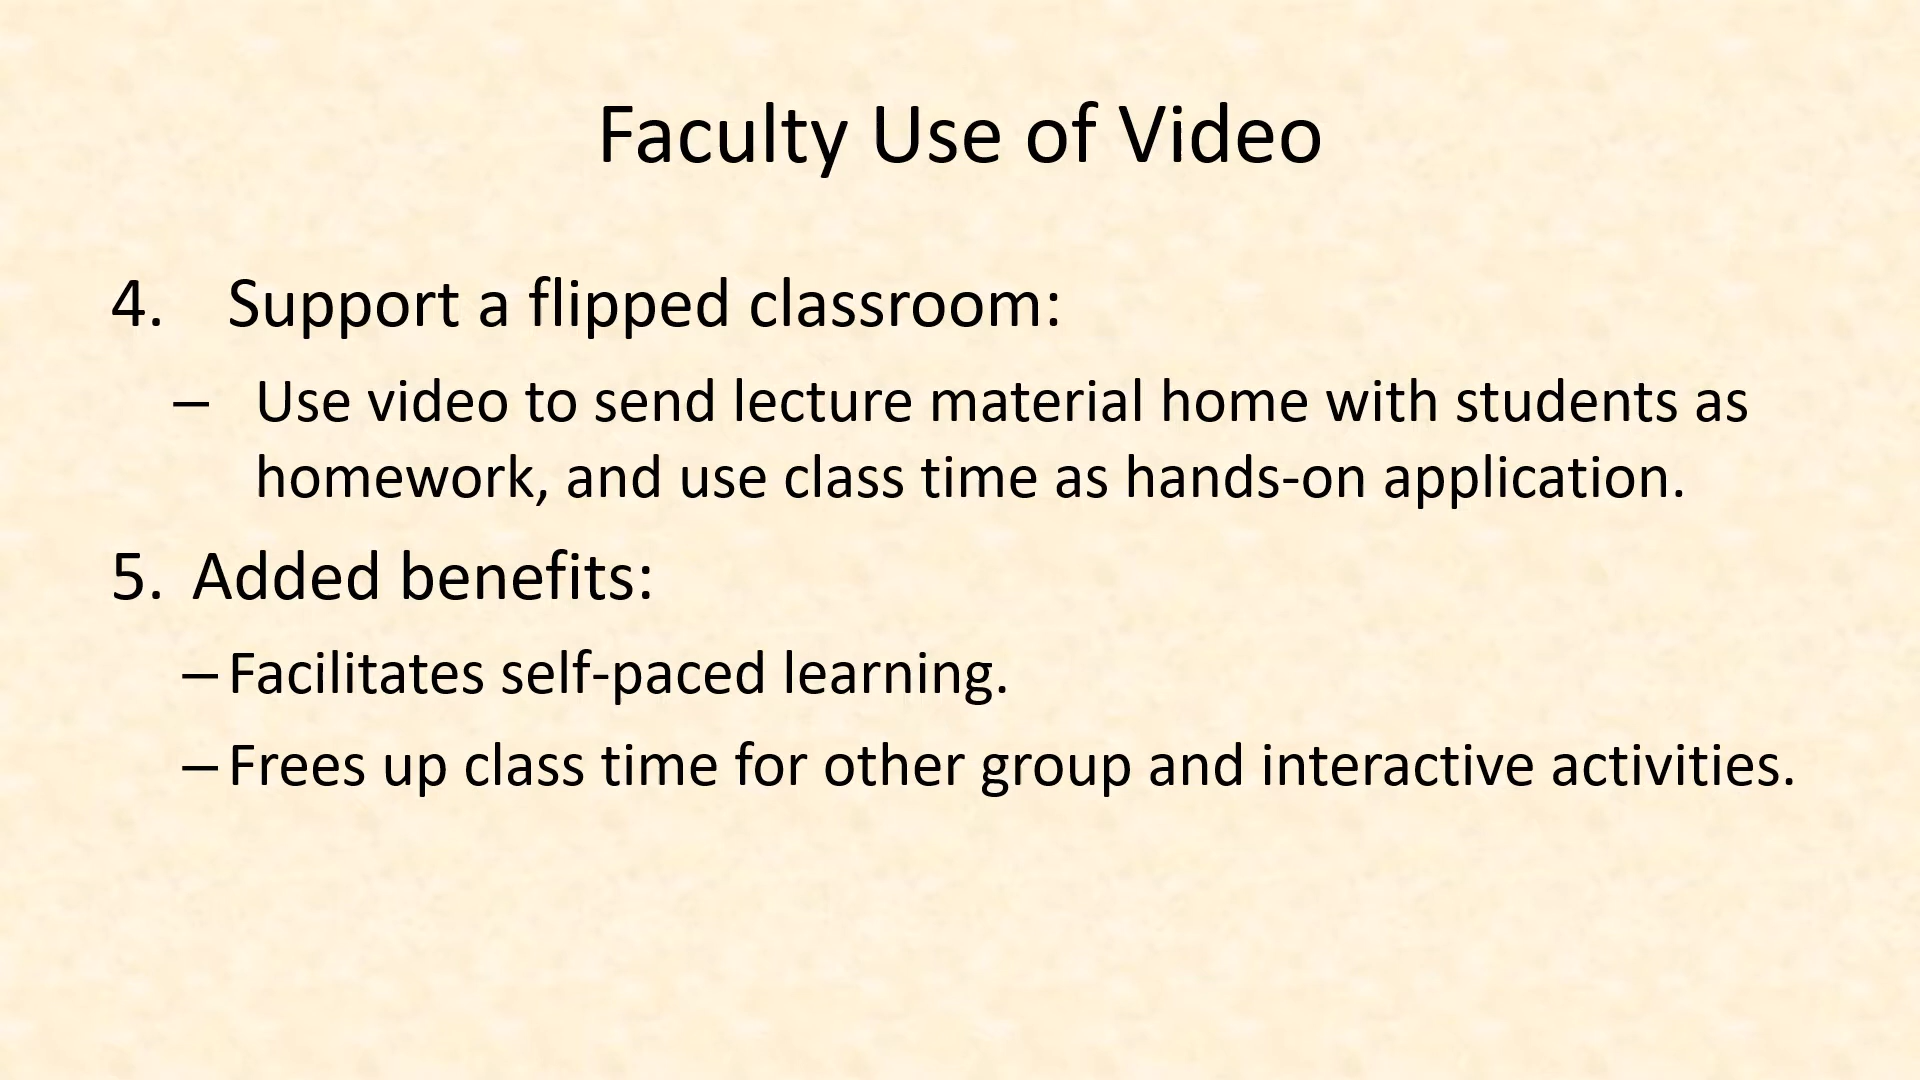 Faculty Use of Video
4. Support a flipped classroom:
– Use video to send lecture material home with students as
homework, and use class time as hands-on application.
5. Added benefits:
– Facilitates self-paced learning.
– Frees up class time for other group and interactive activities.